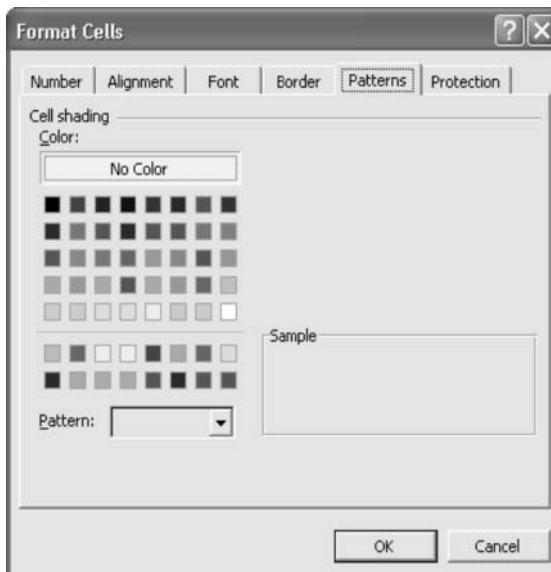 Format Cells
Number Alignment Font Border Patterns Protection
Cell shading
Color:
No Color
Sample
Pattern:
OK Cancel